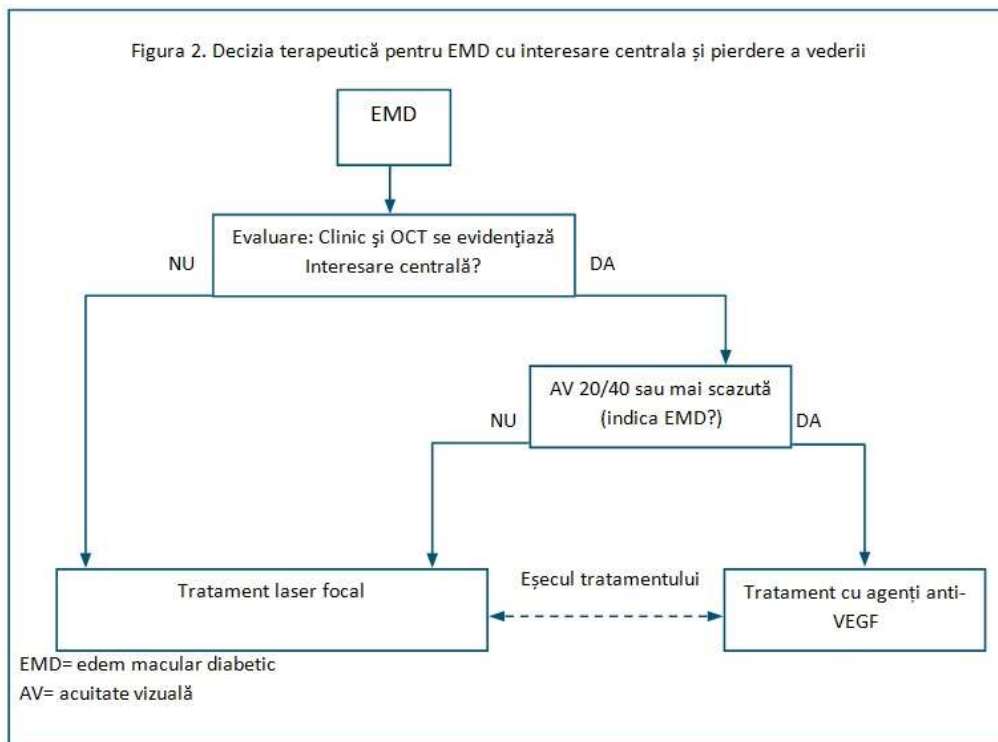 Figura 2. Decizia terapeutică pentru EMD cu interesare centrala și pierdere a vederii
EMD
Evaluare: Clinic şi OCT se evidenţiază
Interesare centrală?
NU
DA
AV 20/40 sau mai scazută
(indica EMD?)
NU
DA
Tratament laser focal
Eșecul tratamentului
Tratament cu agenți anti-
VEGF
EMD= edem macular diabetic
AV= acuitate vizuală